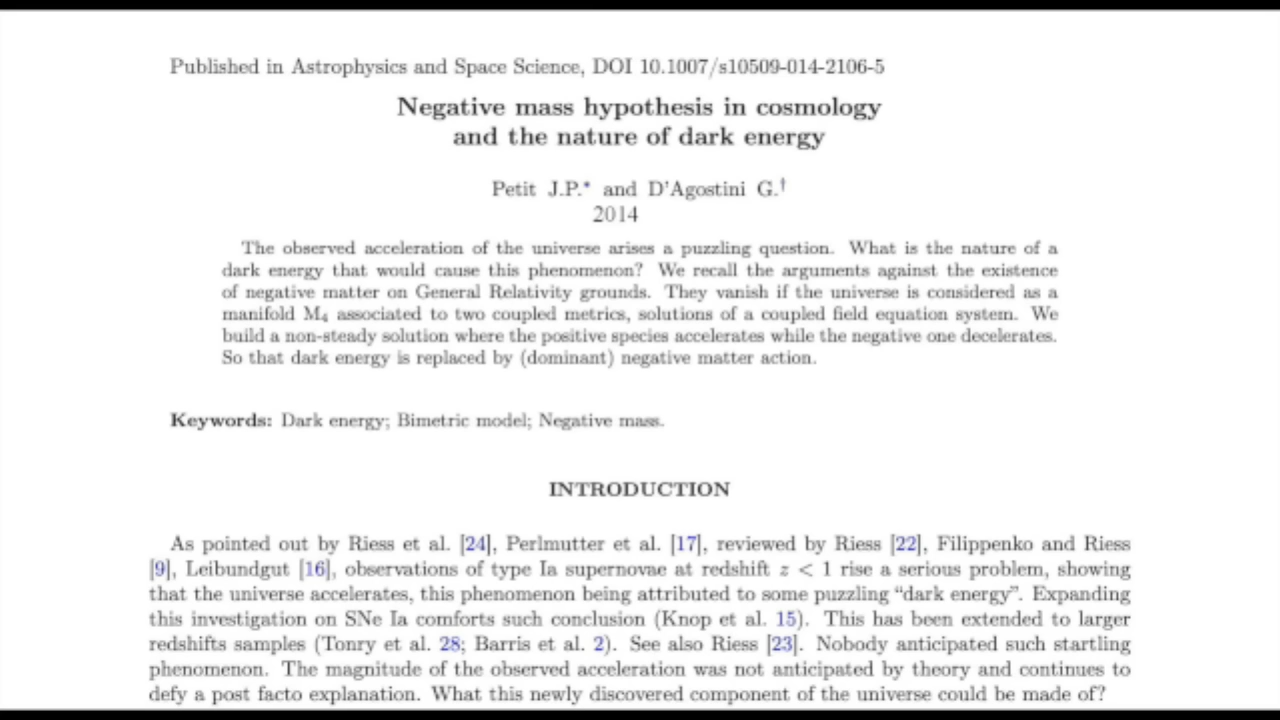 Published in Astrophysics and Space Science, DOI 10.1007/s10509-014-2106-5
Negative mass hypothesis in cosmology
and the nature of dark energy
Petit J.P.* and D'Agostini G.†
2014
The observed acceleration of the universe arises a puzzling question. What is the nature of a
dark energy that would cause this phenomenon? We recall the arguments against the existence
of negative matter on General Relativity grounds. They vanish if the universe is considered as a
manifold M₄ associated to two coupled metrics, solutions of a coupled field equation system. We
build a non-steady solution where the positive species accelerates while the negative one decelerates.
So that dark energy is replaced by (dominant) negative matter action.
Keywords: Dark energy; Bimetric model; Negative mass.
INTRODUCTION
As pointed out by Riess et al. [24], Perlmutter et al. [17], reviewed by Riess [22], Filippenko and Riess
[9], Leibundgut [16], observations of type Ia supernovae at redshift z < 1 rise a serious problem, showing
that the universe accelerates, this phenomenon being attributed to some puzzling “dark energy”. Expanding
this investigation on SNe Ia comforts such conclusion (Knop et al. 15). This has been extended to larger
redshifts samples (Tonry et al. 28; Barris et al. 2). See also Riess [23]. Nobody anticipated such startling
phenomenon. The magnitude of the observed acceleration was not anticipated by theory and continues to
defy a post facto explanation. What this newly discovered component of the universe could be made of?